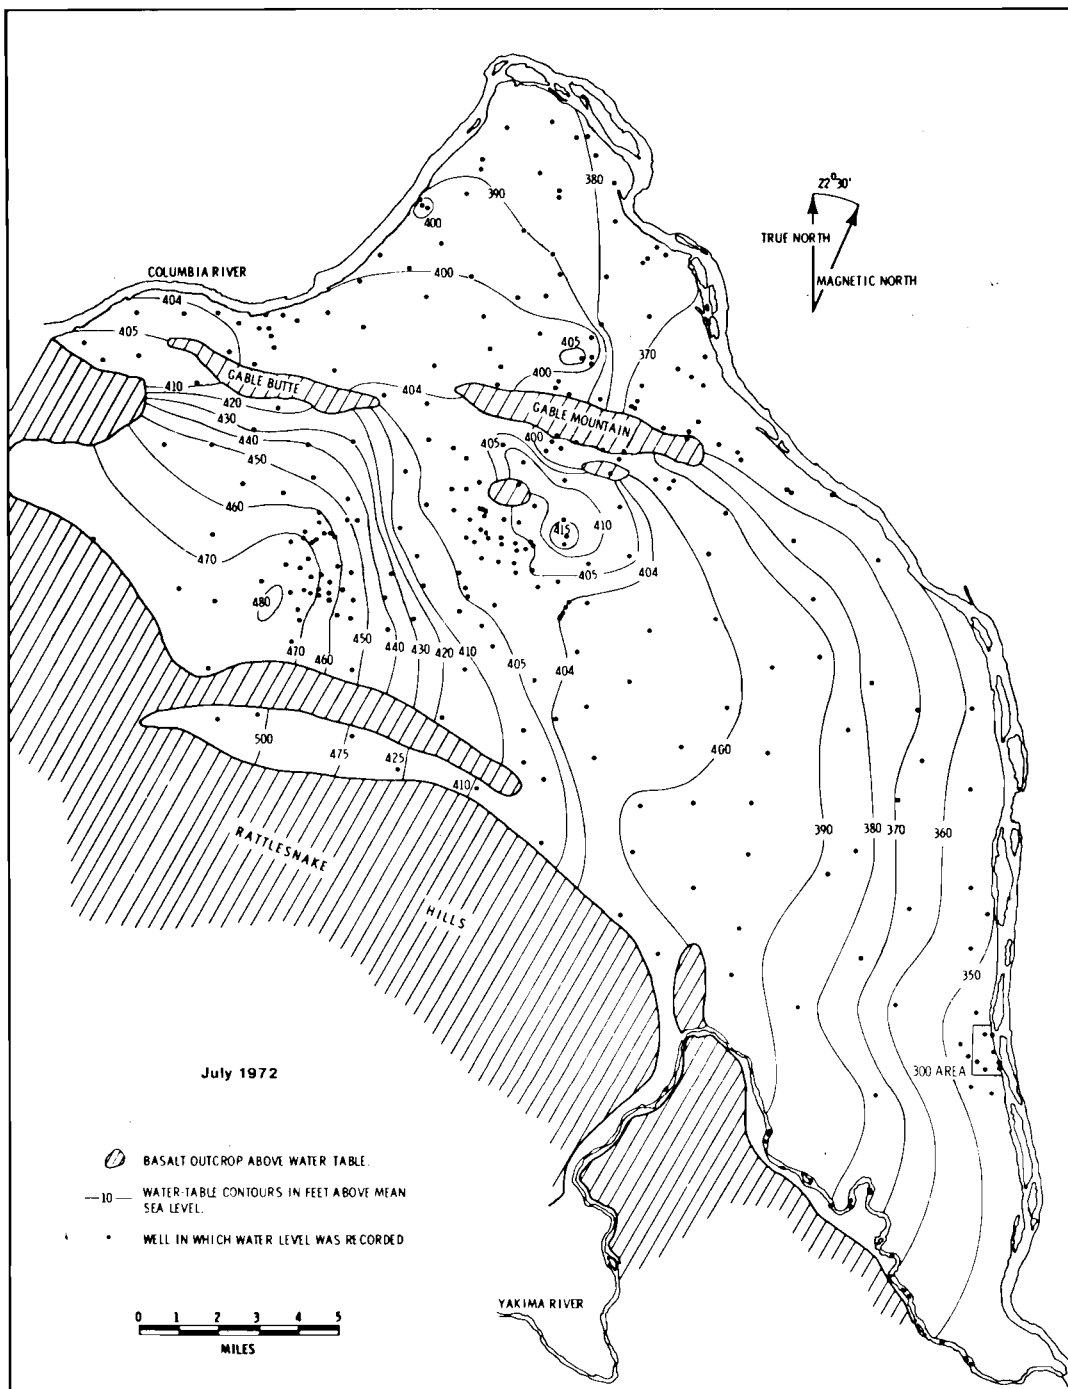 380
22°30'
390
400
TRUE NORTH
MAGNETIC NORTH
COLUMBIA RIVER
400
404
405
405
370
400
GABLE BUTTE
404
410
420
GABLE MOUNTAIN
430
400
440
405
450
460
410
415
470
405
404
480
450
470
460
440
430
420
410
405
404
500
475
425
400
410
RATTLESNAKE
HILLS
390
380
370
360
350
300 AREA
July 1972
BASALT OUTCROP ABOVE WATER TABLE.
—10— WATER-TABLE CONTOURS IN FEET ABOVE MEAN
SEA LEVEL.
• WELL IN WHICH WATER LEVEL WAS RECORDED
YAKIMA RIVER
0 1 2 3 4 5
MILES